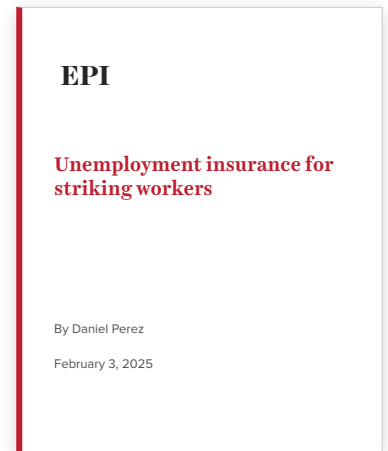 EPI
Unemployment insurance for
striking workers
By Daniel Perez
February 3, 2025